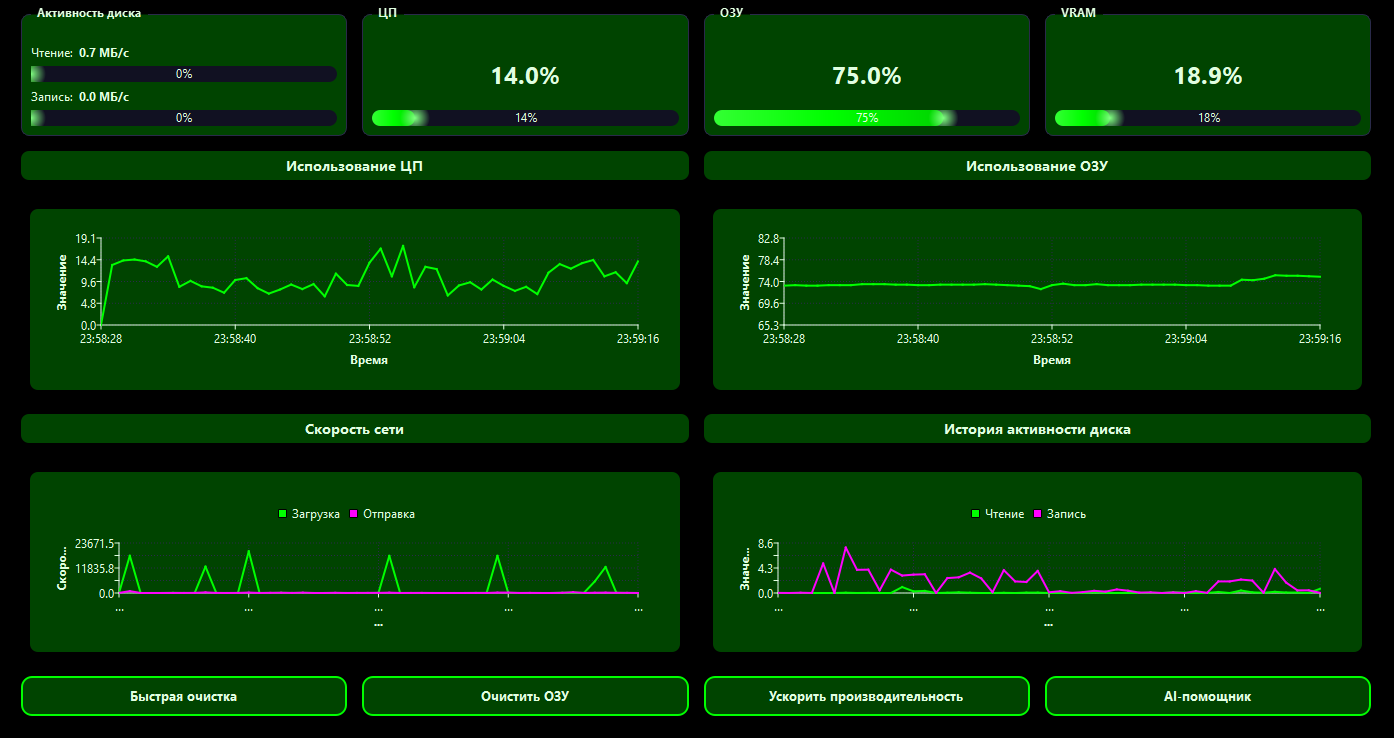 Активность диска
Чтение: 0.7 МБ/с
0%
Запись: 0.0 МБ/с
0%
ЦП
14.0%
14%
ОЗУ
75.0%
75%
VRAM
18.9%
18%
Использование ЦП
Значение
19.1
14.4
9.6
4.8
0.0
23:58:28 23:58:40 23:58:52 23:59:04 23:59:16
Время
Использование ОЗУ
Значение
82.8
78.4
74.0
69.6
65.3
23:58:28 23:58:40 23:58:52 23:59:04 23:59:16
Время
Скорость сети
Загрузка Отправка
Скоро...
23671.5
11835.8
0.0
... ... ... ... ...
...
История активности диска
Чтение Запись
Значе...
8.6
4.3
0.0
... ... ... ... ...
...
Быстрая очистка
Очистить ОЗУ
Ускорить производительность
AI-помощник